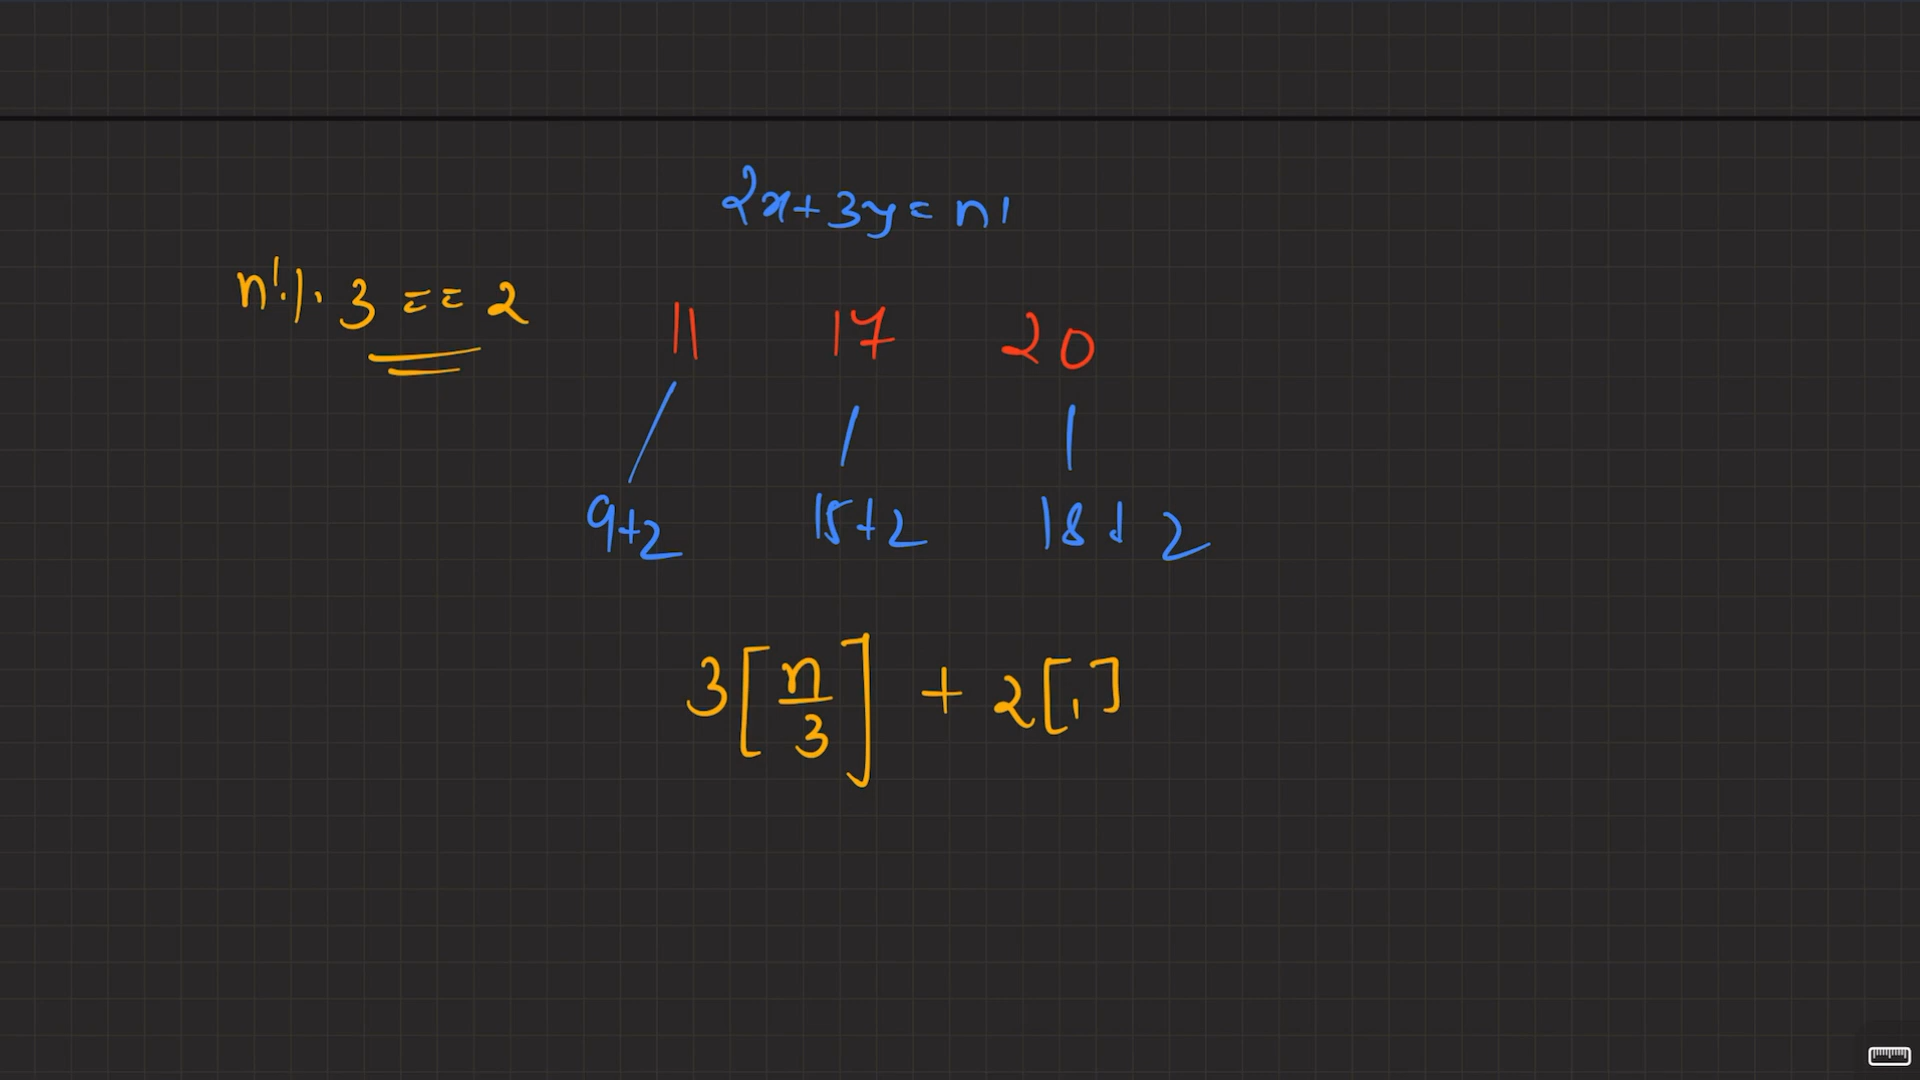 2x+3y = n'
n % 3 == 2
11 17 20
9+2 15+2 18+2
3[n/3] + 2[1]